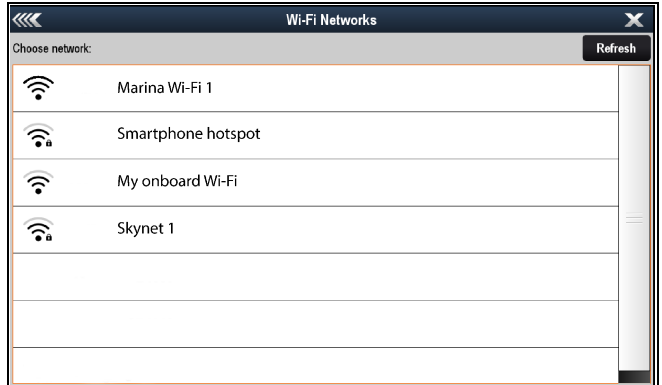 Wi-Fi Networks
Choose network:
Refresh
Marina Wi-Fi 1
Smartphone hotspot
My onboard Wi-Fi
Skynet 1